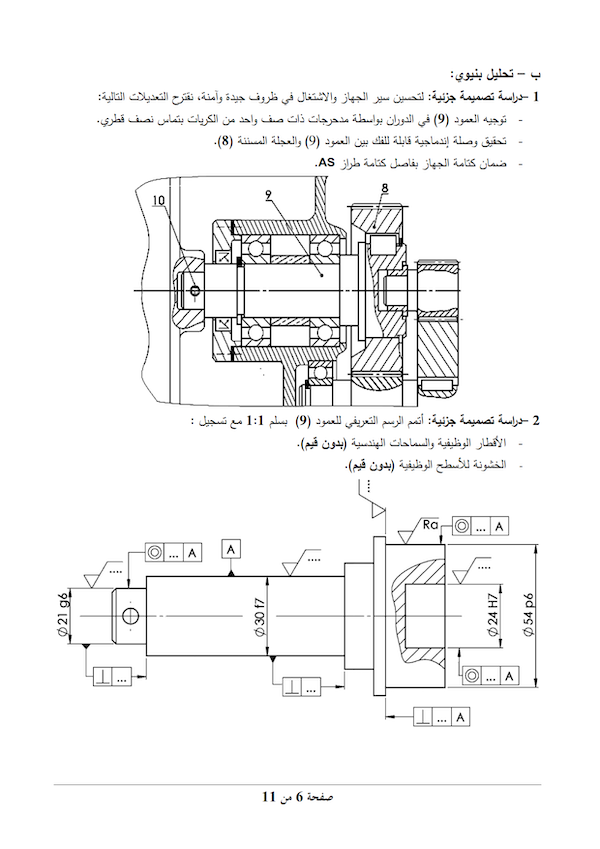 ب – تحليل بنيوي:
1 –دراسة تصميمة جزئية: لتحسين سير الجهاز والاشتغال في ظروف جيدة وآمنة، نقترح التعديلات التالية:
- توجيه العمود (9) في الدوران بواسطة مدحرجات ذات صف واحد من الكريات بتماس نصف قطري.
- تحقيق وصلة إندماجية قابلة للفك بين العمود (9) والعجلة المسننة (8).
- ضمان كتامة الجهاز بفاصل كتامة طراز AS.
8
9
10
2 –دراسة تصميمة جزئية: أتمم الرسم التعريفي للعمود (9) بسلم 1:1 مع تسجيل :
- الأقطار الوظيفية والسماحات الهندسية (بدون قيم).
- الخشونة للأسطح الوظيفية (بدون قيم).
....
Ra
◎ ... A
◎ ... A
A
....
....
....
Ø21 g6
Ø30 f7
Ø24 H7
Ø54 p6
⊥ ...
⊥ ...
◎ ... A
⊥ ... A
صفحة 6 من 11